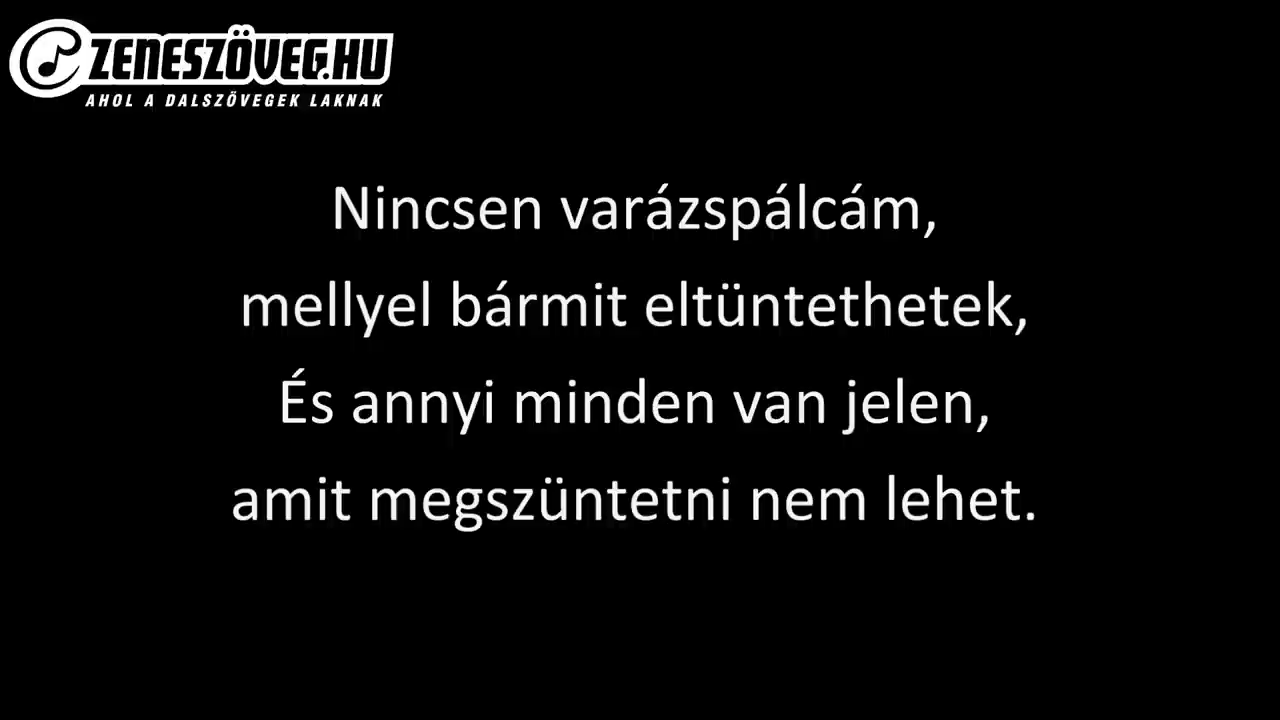 ZENESZÖVEG.HU
AHOL A DALSZÖVEGEK LAKNAK
Nincsen varázspálcám,
mellyel bármit eltüntethetek,
És annyi minden van jelen,
amit megszüntetni nem lehet.